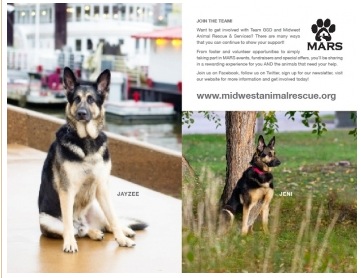 JOIN THE TEAM!
Want to get involved with Team GSD and Midwest
Animal Rescue & Services? There are many ways
that you can continue to show your support!
From foster and volunteer opportunities to simply
taking part in MARS events, fundraisers and special offers, you'll be sharing
in a rewarding experience for you AND the animals that need your help.
Join us on Facebook, follow us on Twitter, sign up for our newsletter, visit
our website for more information and get involved today!
MARS
www.midwestanimalrescue.org
JAYZEE
JENI